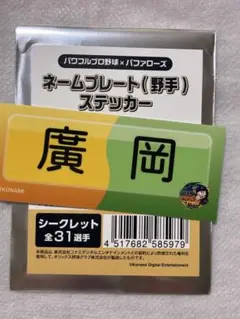 パワフルプロ野球×バファローズ
ネームプレート(野手)
ステッカー
廣岡
©KONAMI
シークレット
全31選手
4 517682 585979
©Konami Digital Entertainment